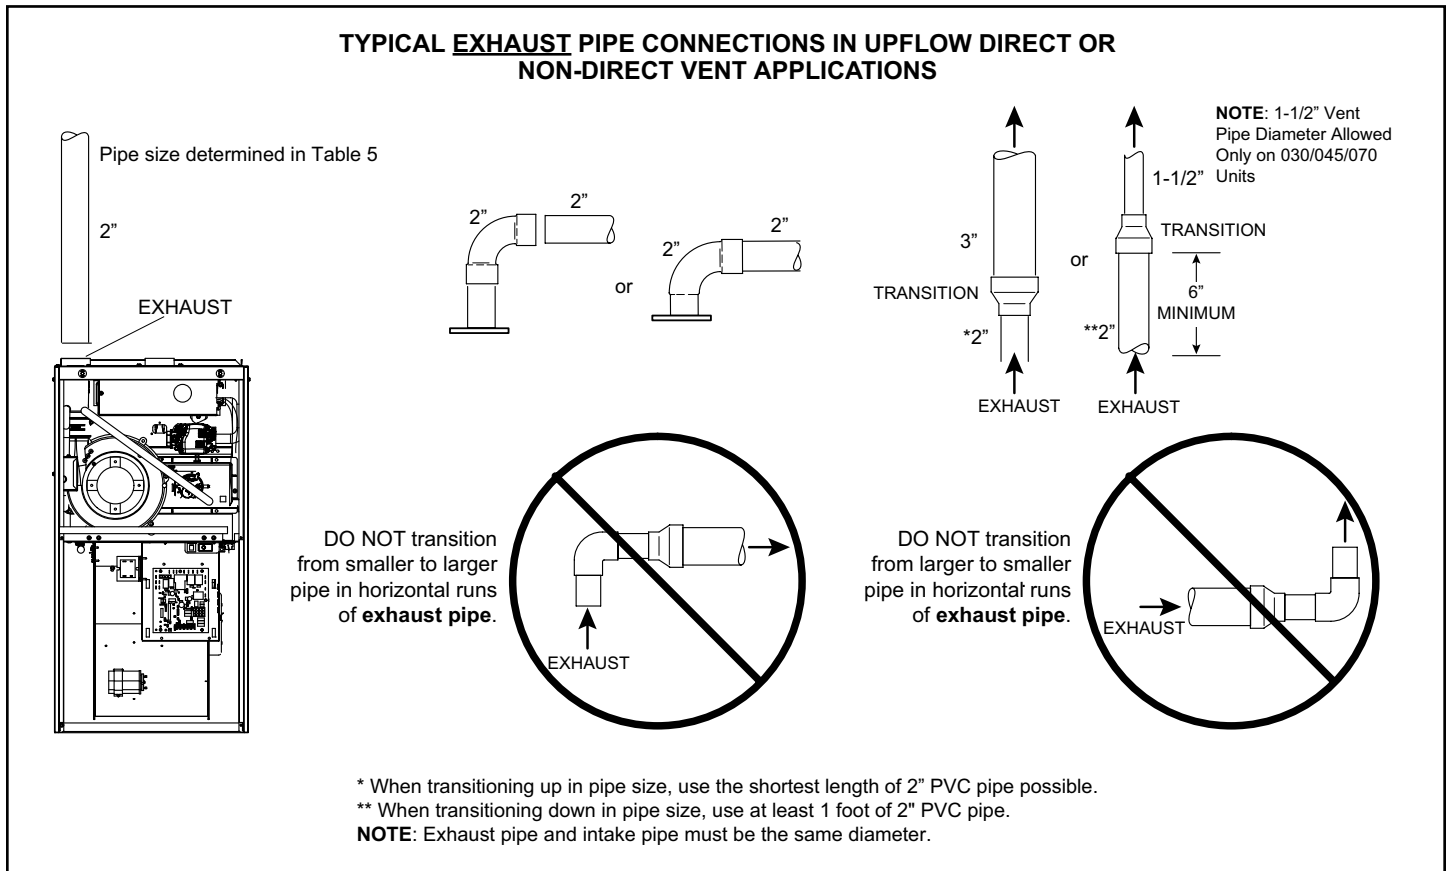 TYPICAL EXHAUST PIPE CONNECTIONS IN UPFLOW DIRECT OR
NON-DIRECT VENT APPLICATIONS
Pipe size determined in Table 5
2”
EXHAUST
2”
2”
or
2”
2”
3”
TRANSITION
*2”
EXHAUST
or
NOTE: 1-1/2” Vent
Pipe Diameter Allowed
Only on 030/045/070
Units
1-1/2”
TRANSITION
6”
MINIMUM
**2”
EXHAUST
DO NOT transition
from smaller to larger
pipe in horizontal runs
of exhaust pipe.
EXHAUST
DO NOT transition
from larger to smaller
pipe in horizontal runs
of exhaust pipe.
EXHAUST
* When transitioning up in pipe size, use the shortest length of 2” PVC pipe possible.
** When transitioning down in pipe size, use at least 1 foot of 2" PVC pipe.
NOTE: Exhaust pipe and intake pipe must be the same diameter.